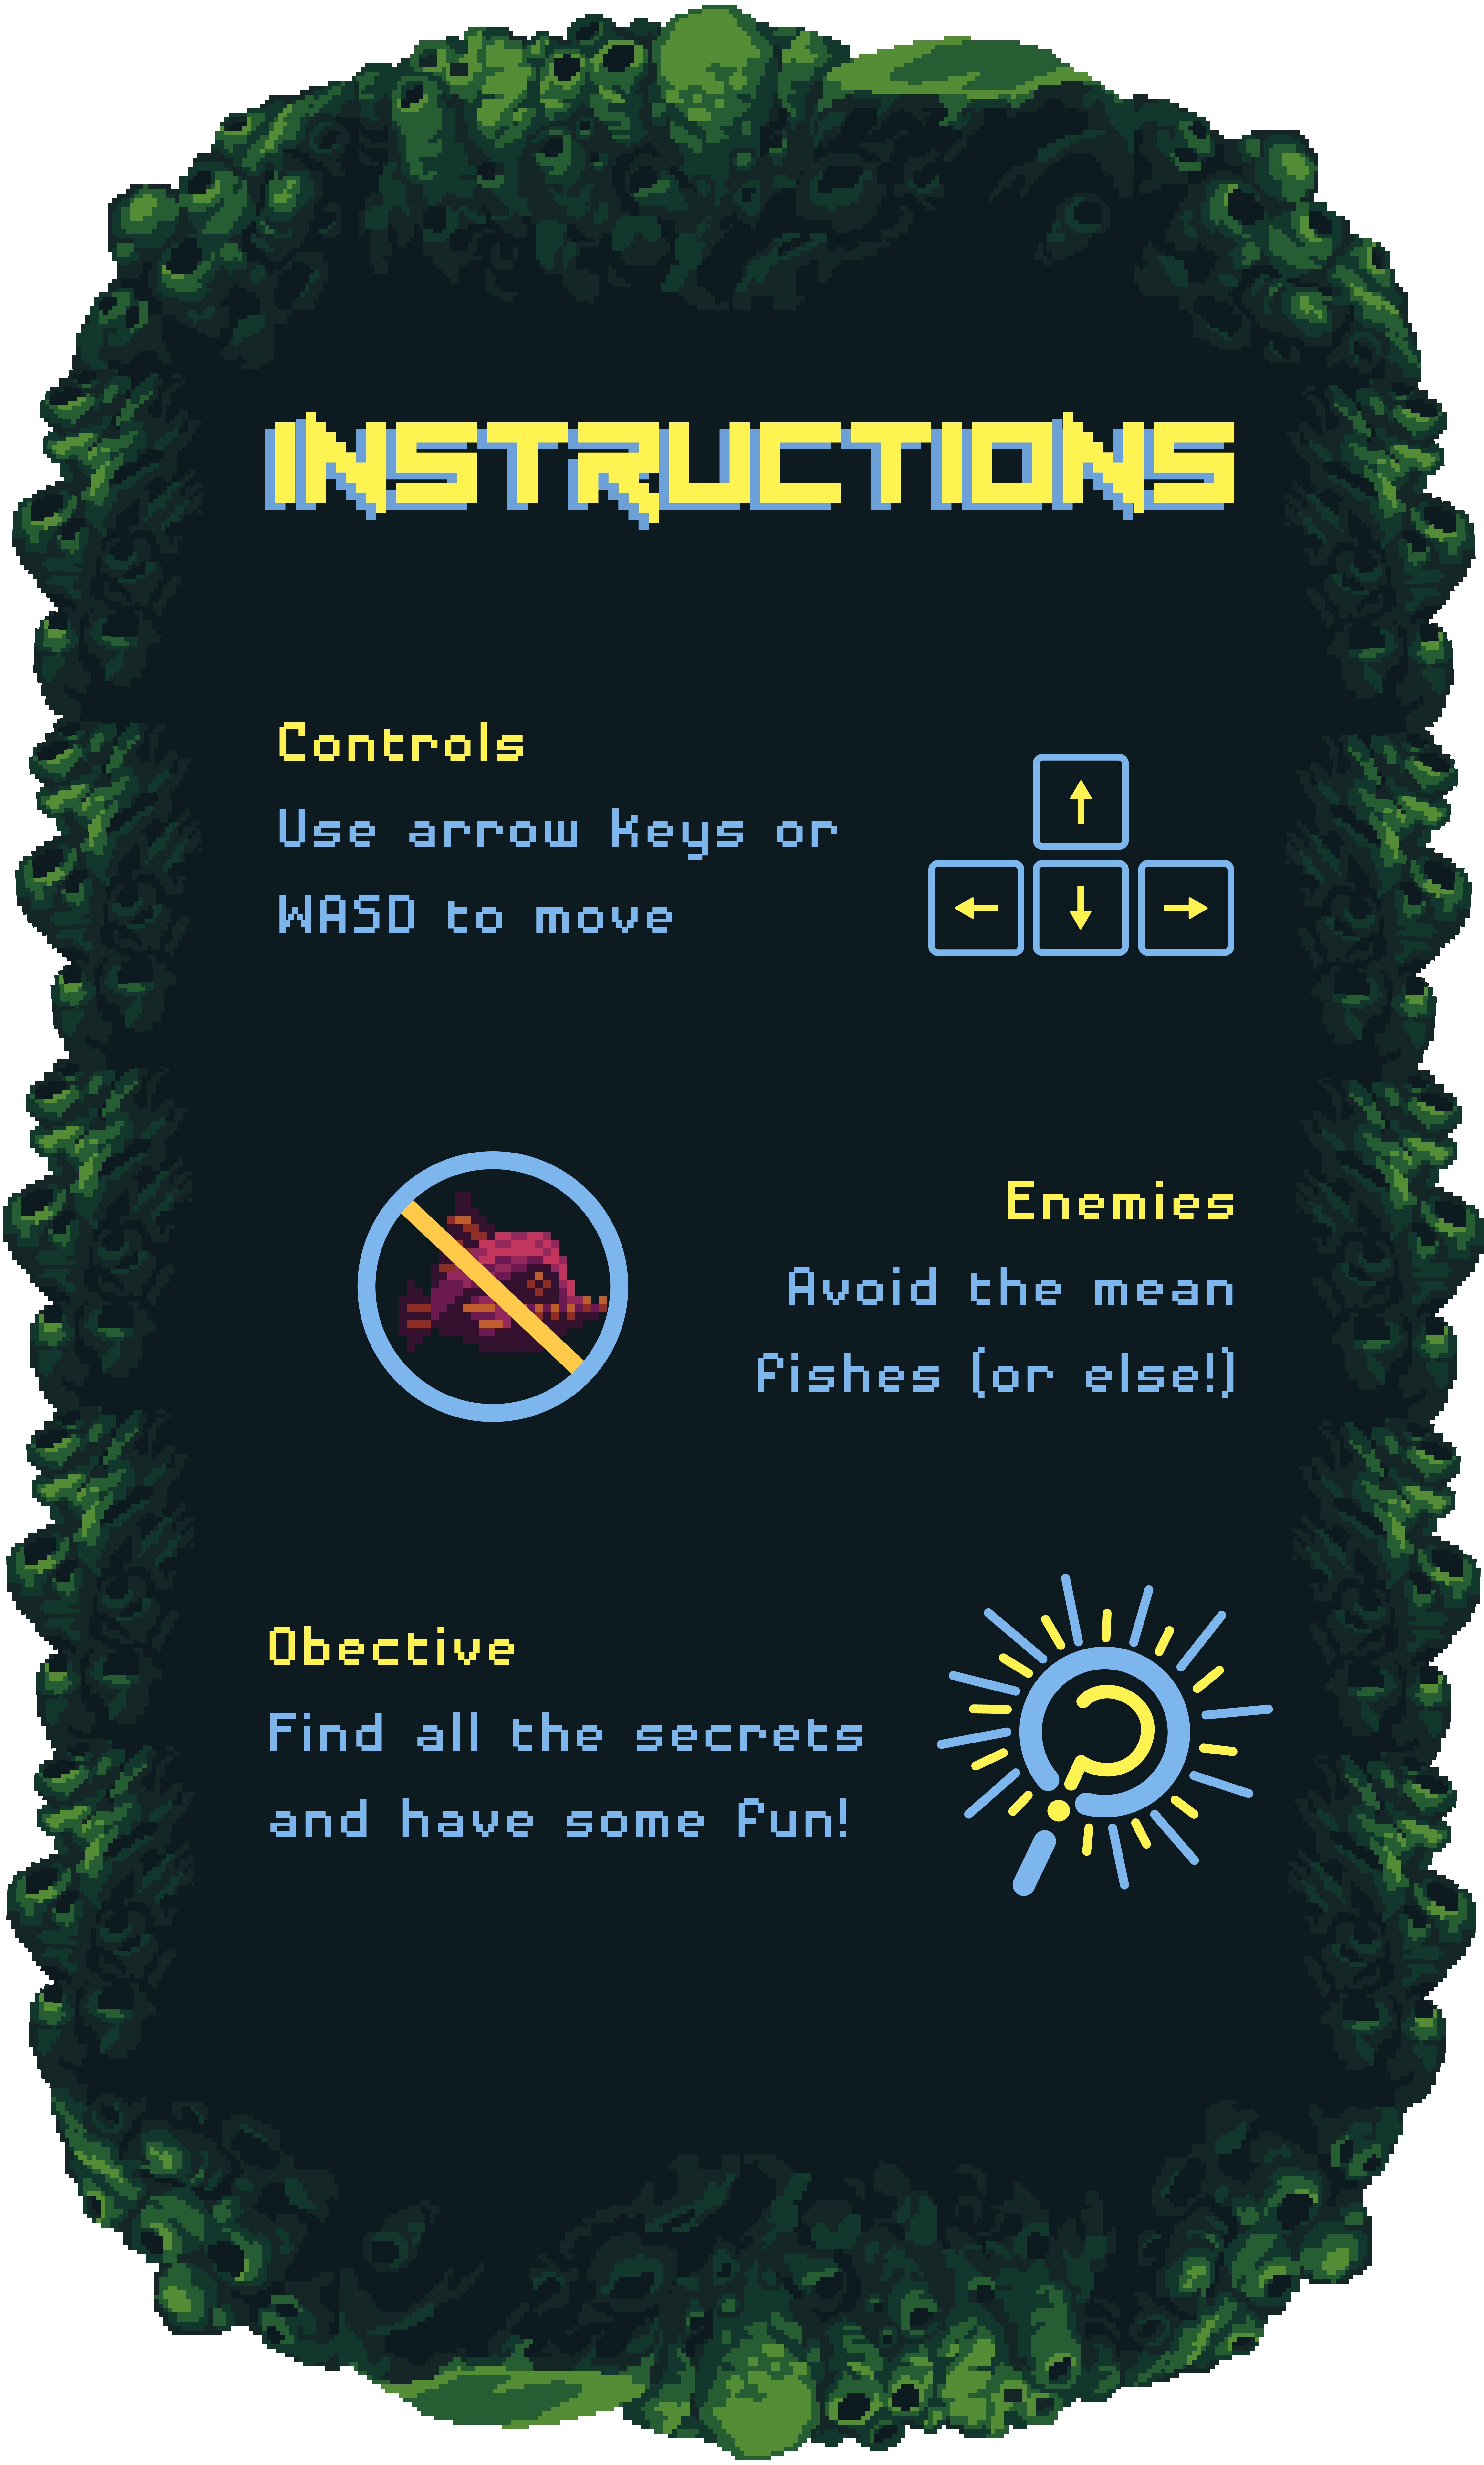 INSTRUCTIONS
Controls
Use arrow keys or
WASD to move
Enemies
Avoid the mean
fishes (or else!)
Obective
Find all the secrets
and have some fun!